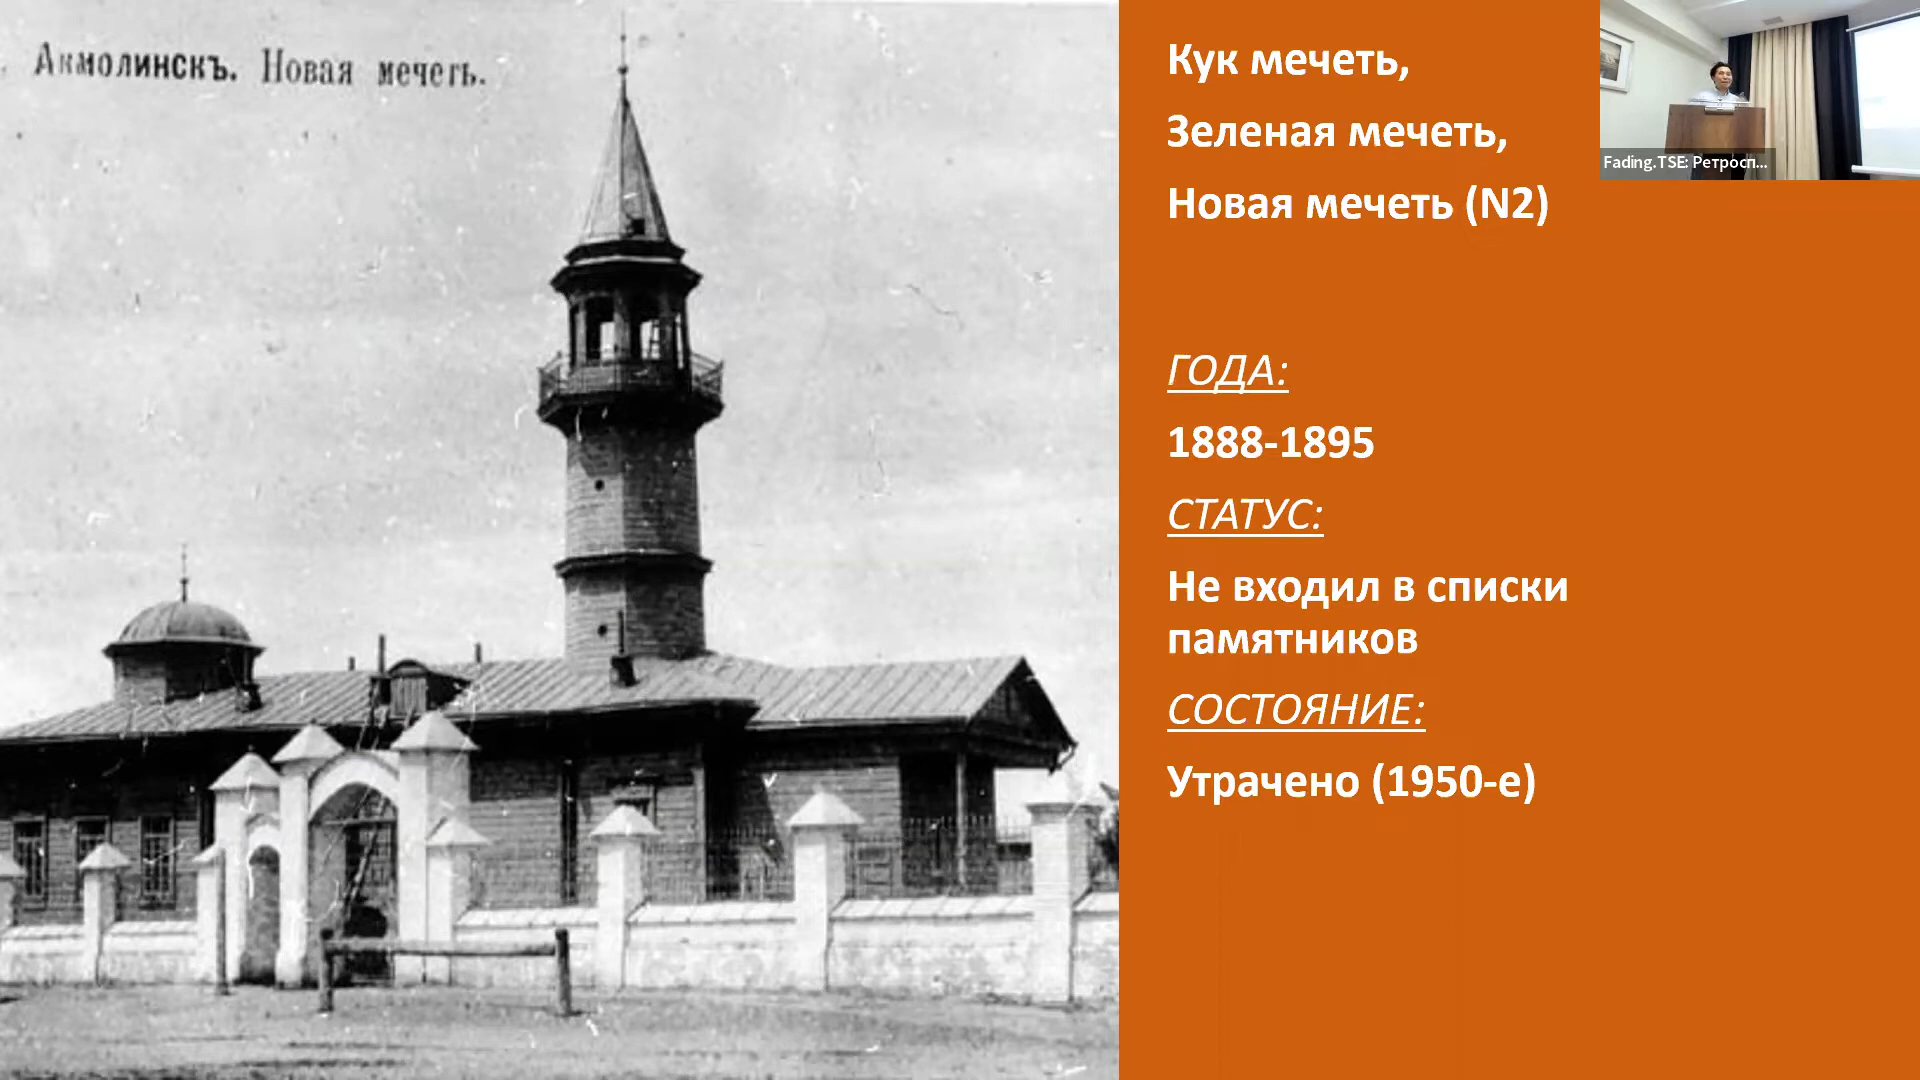 Акмолинскъ. Новая мечеть.
Кук мечеть,
Зеленая мечеть,
Новая мечеть (N2)
ГОДА:
1888-1895
СТАТУС:
Не входил в списки
памятников
СОСТОЯНИЕ:
Утрачено (1950-е)
Fading.TSE: Ретросп...